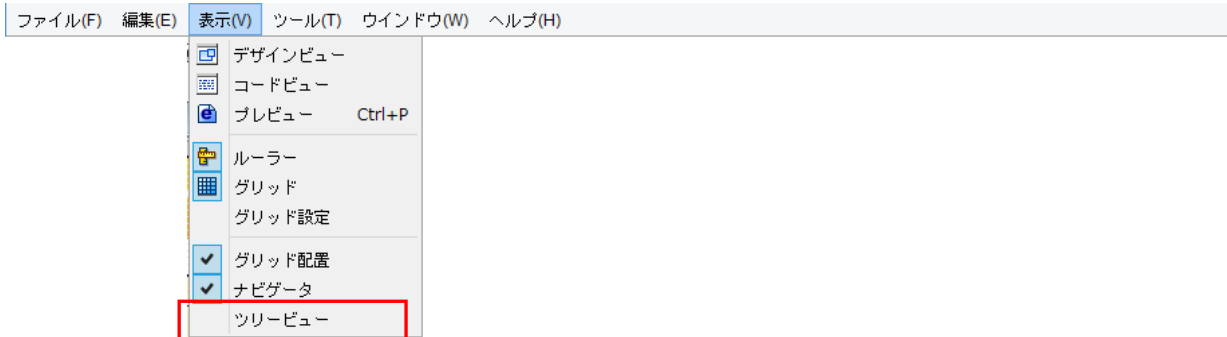 ファイル(F) 編集(E) 表示(V) ツール(T) ウインドウ(W) ヘルプ(H)
デザインビュー
コードビュー
プレビュー Ctrl+P
ルーラー
グリッド
グリッド設定
グリッド配置
ナビゲータ
ツリービュー